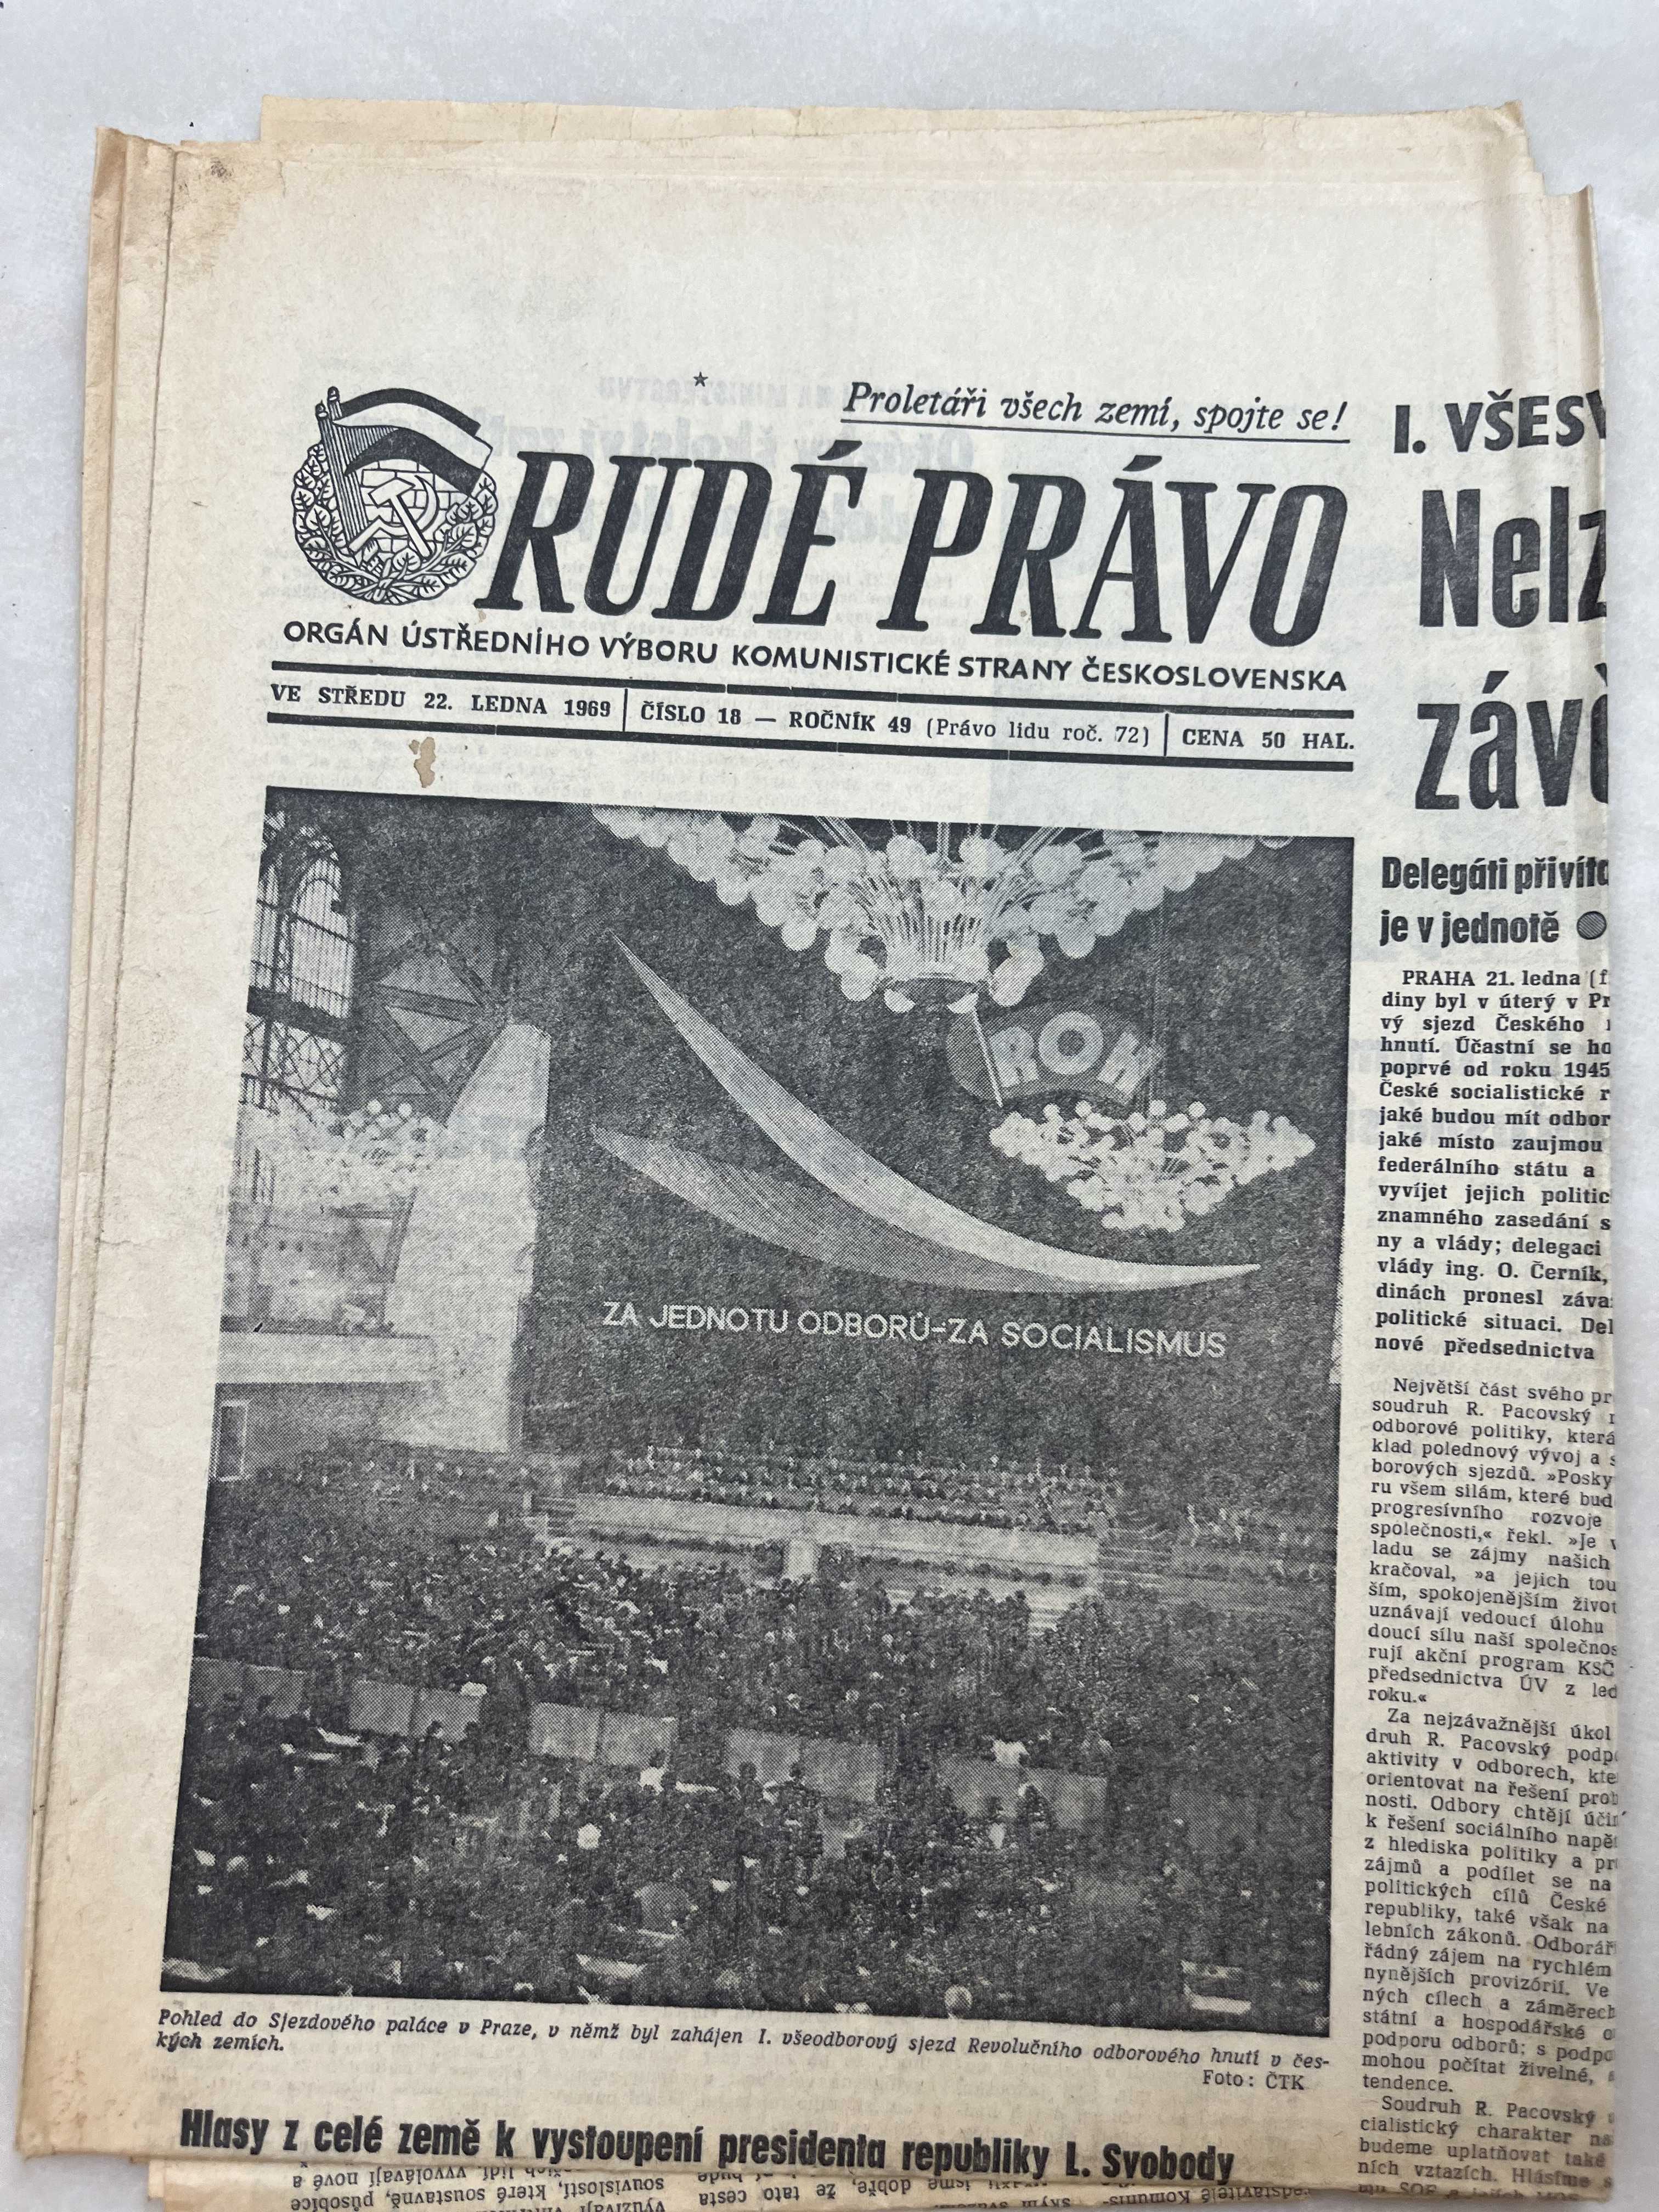 Proletáři všech zemí, spojte se!
RUDÉ PRÁVO
ORGÁN ÚSTŘEDNÍHO VÝBORU KOMUNISTICKÉ STRANY ČESKOSLOVENSKA
VE STŘEDU 22. LEDNA 1969 | ČÍSLO 18 — ROČNÍK 49 (Právo lidu roč. 72) | CENA 50 HAL.
ROH
ZA JEDNOTU ODBORŮ-ZA SOCIALISMUS
Pohled do Sjezdového paláce v Praze, v němž byl zahájen I. všeodborový sjezd Revolučního odborového hnutí v čes-
kých zemích.
Foto: ČTK
Hlasy z celé země k vystoupení presidenta republiky L. Svobody
I. VŠES
Nelz
záv
Delegáti přivít
je v jednotě
PRAHA 21. ledna (f
diny byl v úterý v Pr
vý sjezd Českého
hnutí. Účastní se ho
poprvé od roku 1945
České socialistické r
jaké budou mít odbor
jaké místo zaujmou
federálního státu a
vyvíjet jejich politic
znamného zasedání s
ny a vlády; delegaci
vlády ing. O. Černík,
dinách pronesl záva
politické situaci. Del
nové předsednictva
Největší část svého pr
soudruh R. Pacovský
odborové politiky, která
klad polednový vývoj a s
borových sjezdů. »Posky
ru všem silám, které bud
progresívního rozvoje
společnosti,« řekl. »Je v
ladu se zájmy našich
kračoval, »a jejich tou
ším, spokojenějším život
uznávají vedoucí úlohu
doucí sílu naší společnos
rují akční program KSČ
předsednictva ÚV z led
roku.«
Za nejzávažnější úkol
druh R. Pacovský podp
aktivity v odborech, kte
orientovat na řešení prob
nosti. Odbory chtějí účin
k řešení sociálního napět
z hlediska politiky a pr
zájmů a podílet se na
politických cílů České
republiky, také však na
lebních zákonů. Odborář
řádný zájem na rychlém
nynějších provizórií. Ve
ných cílech a záměrech
státní a hospodářské o
podporu odborů; s podpo
mohou počítat živelné,
tendence.
Soudruh R. Pacovský
cialistický charakter na
budeme uplatňovat také
ních vztazích. Hlásíme s